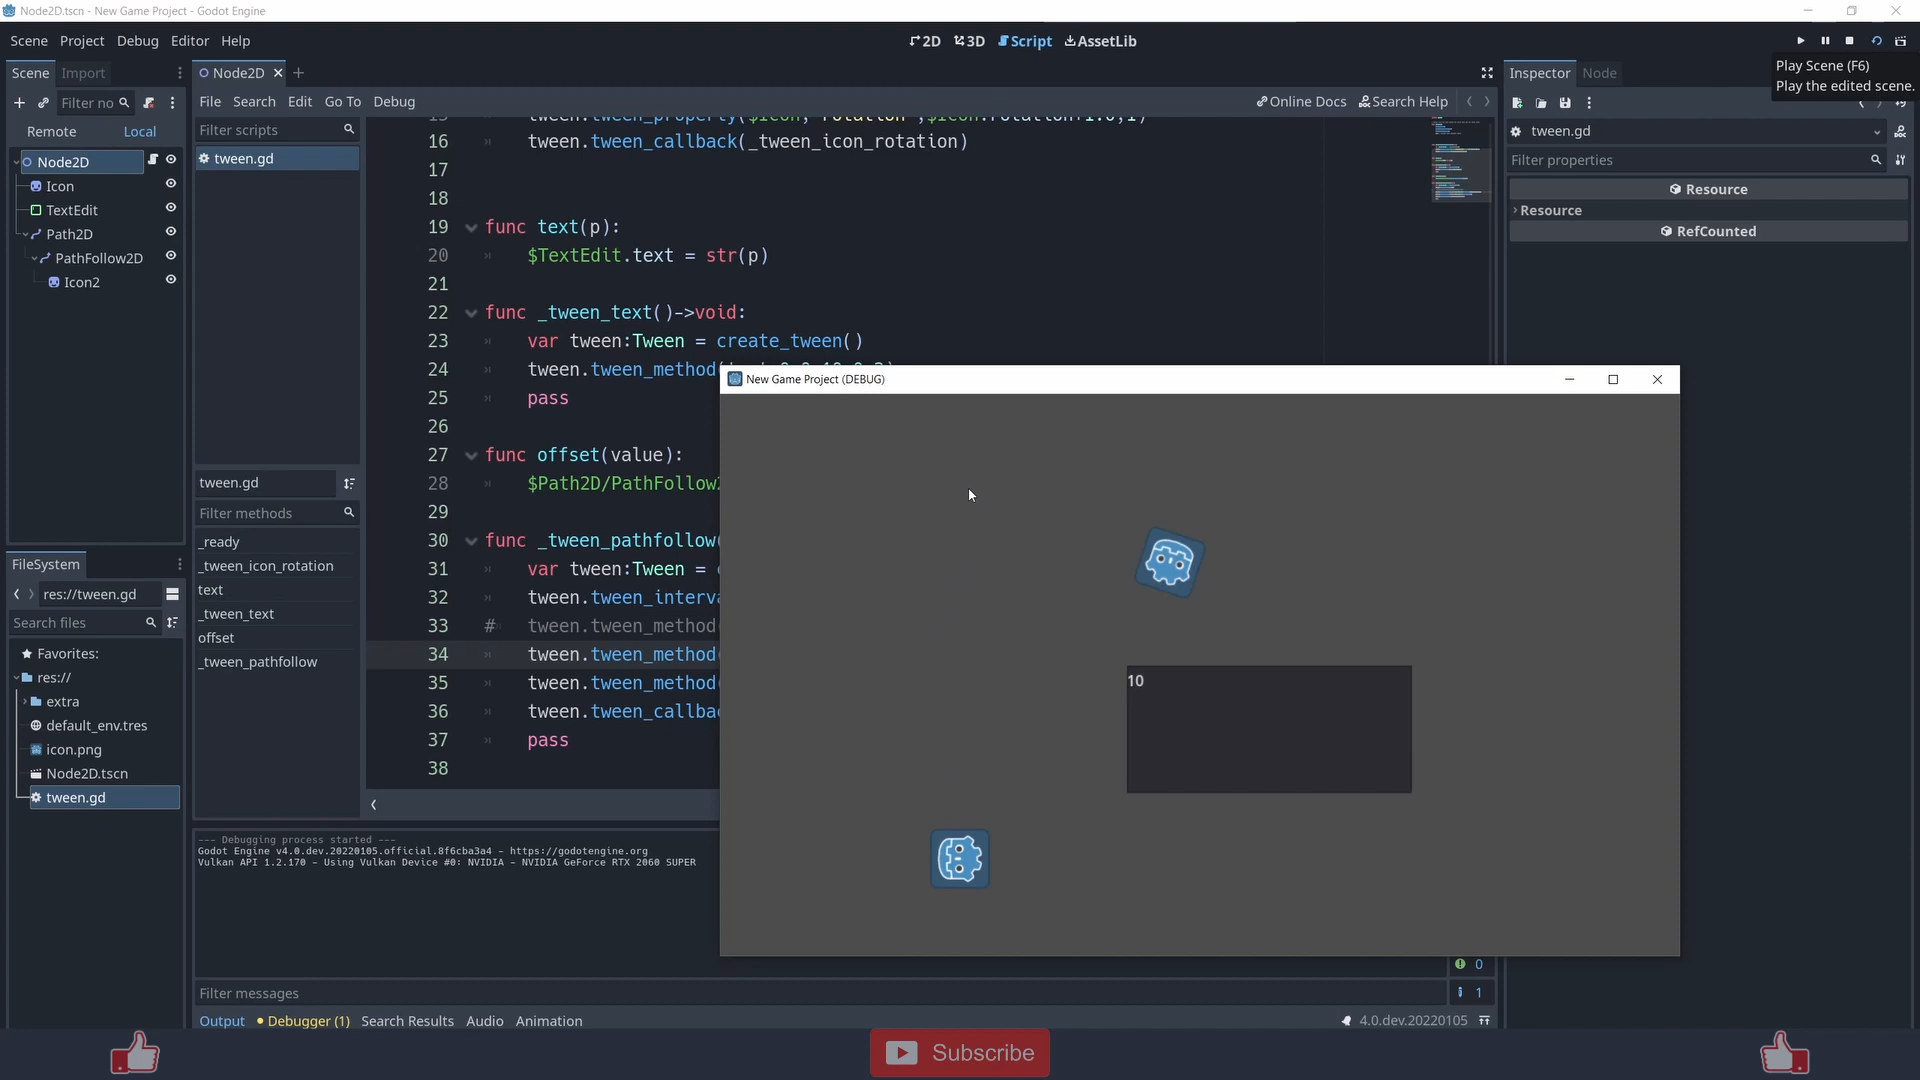 Node2D.tscn - New Game Project - Godot Engine
Scene Project Debug Editor Help
2D 3D Script AssetLib
Play Scene (F6)
Play the edited scene.
Scene Import
Node2D
Inspector Node
Filter no
File Search Edit Go To Debug
Online Docs Search Help
Remote Local
Filter scripts
tween.gd
Filter properties
Resource
Resource
RefCounted
Node2D
Icon
TextEdit
Path2D
PathFollow2D
Icon2
tween.gd
tween.gd
Filter methods
_ready
_tween_icon_rotation
text
_tween_text
offset
_tween_pathfollow
16 tween.tween_callback(_tween_icon_rotation)
17
18
19 func text(p):
20 $TextEdit.text = str(p)
21
22 func _tween_text()->void:
23 var tween:Tween = create_tween()
24 tween.tween_method
25 pass
26
27 func offset(value):
28 $Path2D/PathFollow
29
30 func _tween_pathfollow(
31 var tween:Tween =
32 tween.tween_interva
33 # tween.tween_method(
34 tween.tween_method(
35 tween.tween_method(
36 tween.tween_callba
37 pass
38
New Game Project (DEBUG)
10
FileSystem
res://tween.gd
Search files
Favorites:
res://
extra
default_env.tres
icon.png
Node2D.tscn
tween.gd
--- Debugging process started ---
Godot Engine v4.0.dev.20220105.official.8f6cba3a4 - https://godotengine.org
Vulkan API 1.2.170 - Using Vulkan Device #0: NVIDIA - NVIDIA GeForce RTX 2060 SUPER
0
Filter messages
1
Output Debugger (1) Search Results Audio Animation
4.0.dev.20220105
Subscribe